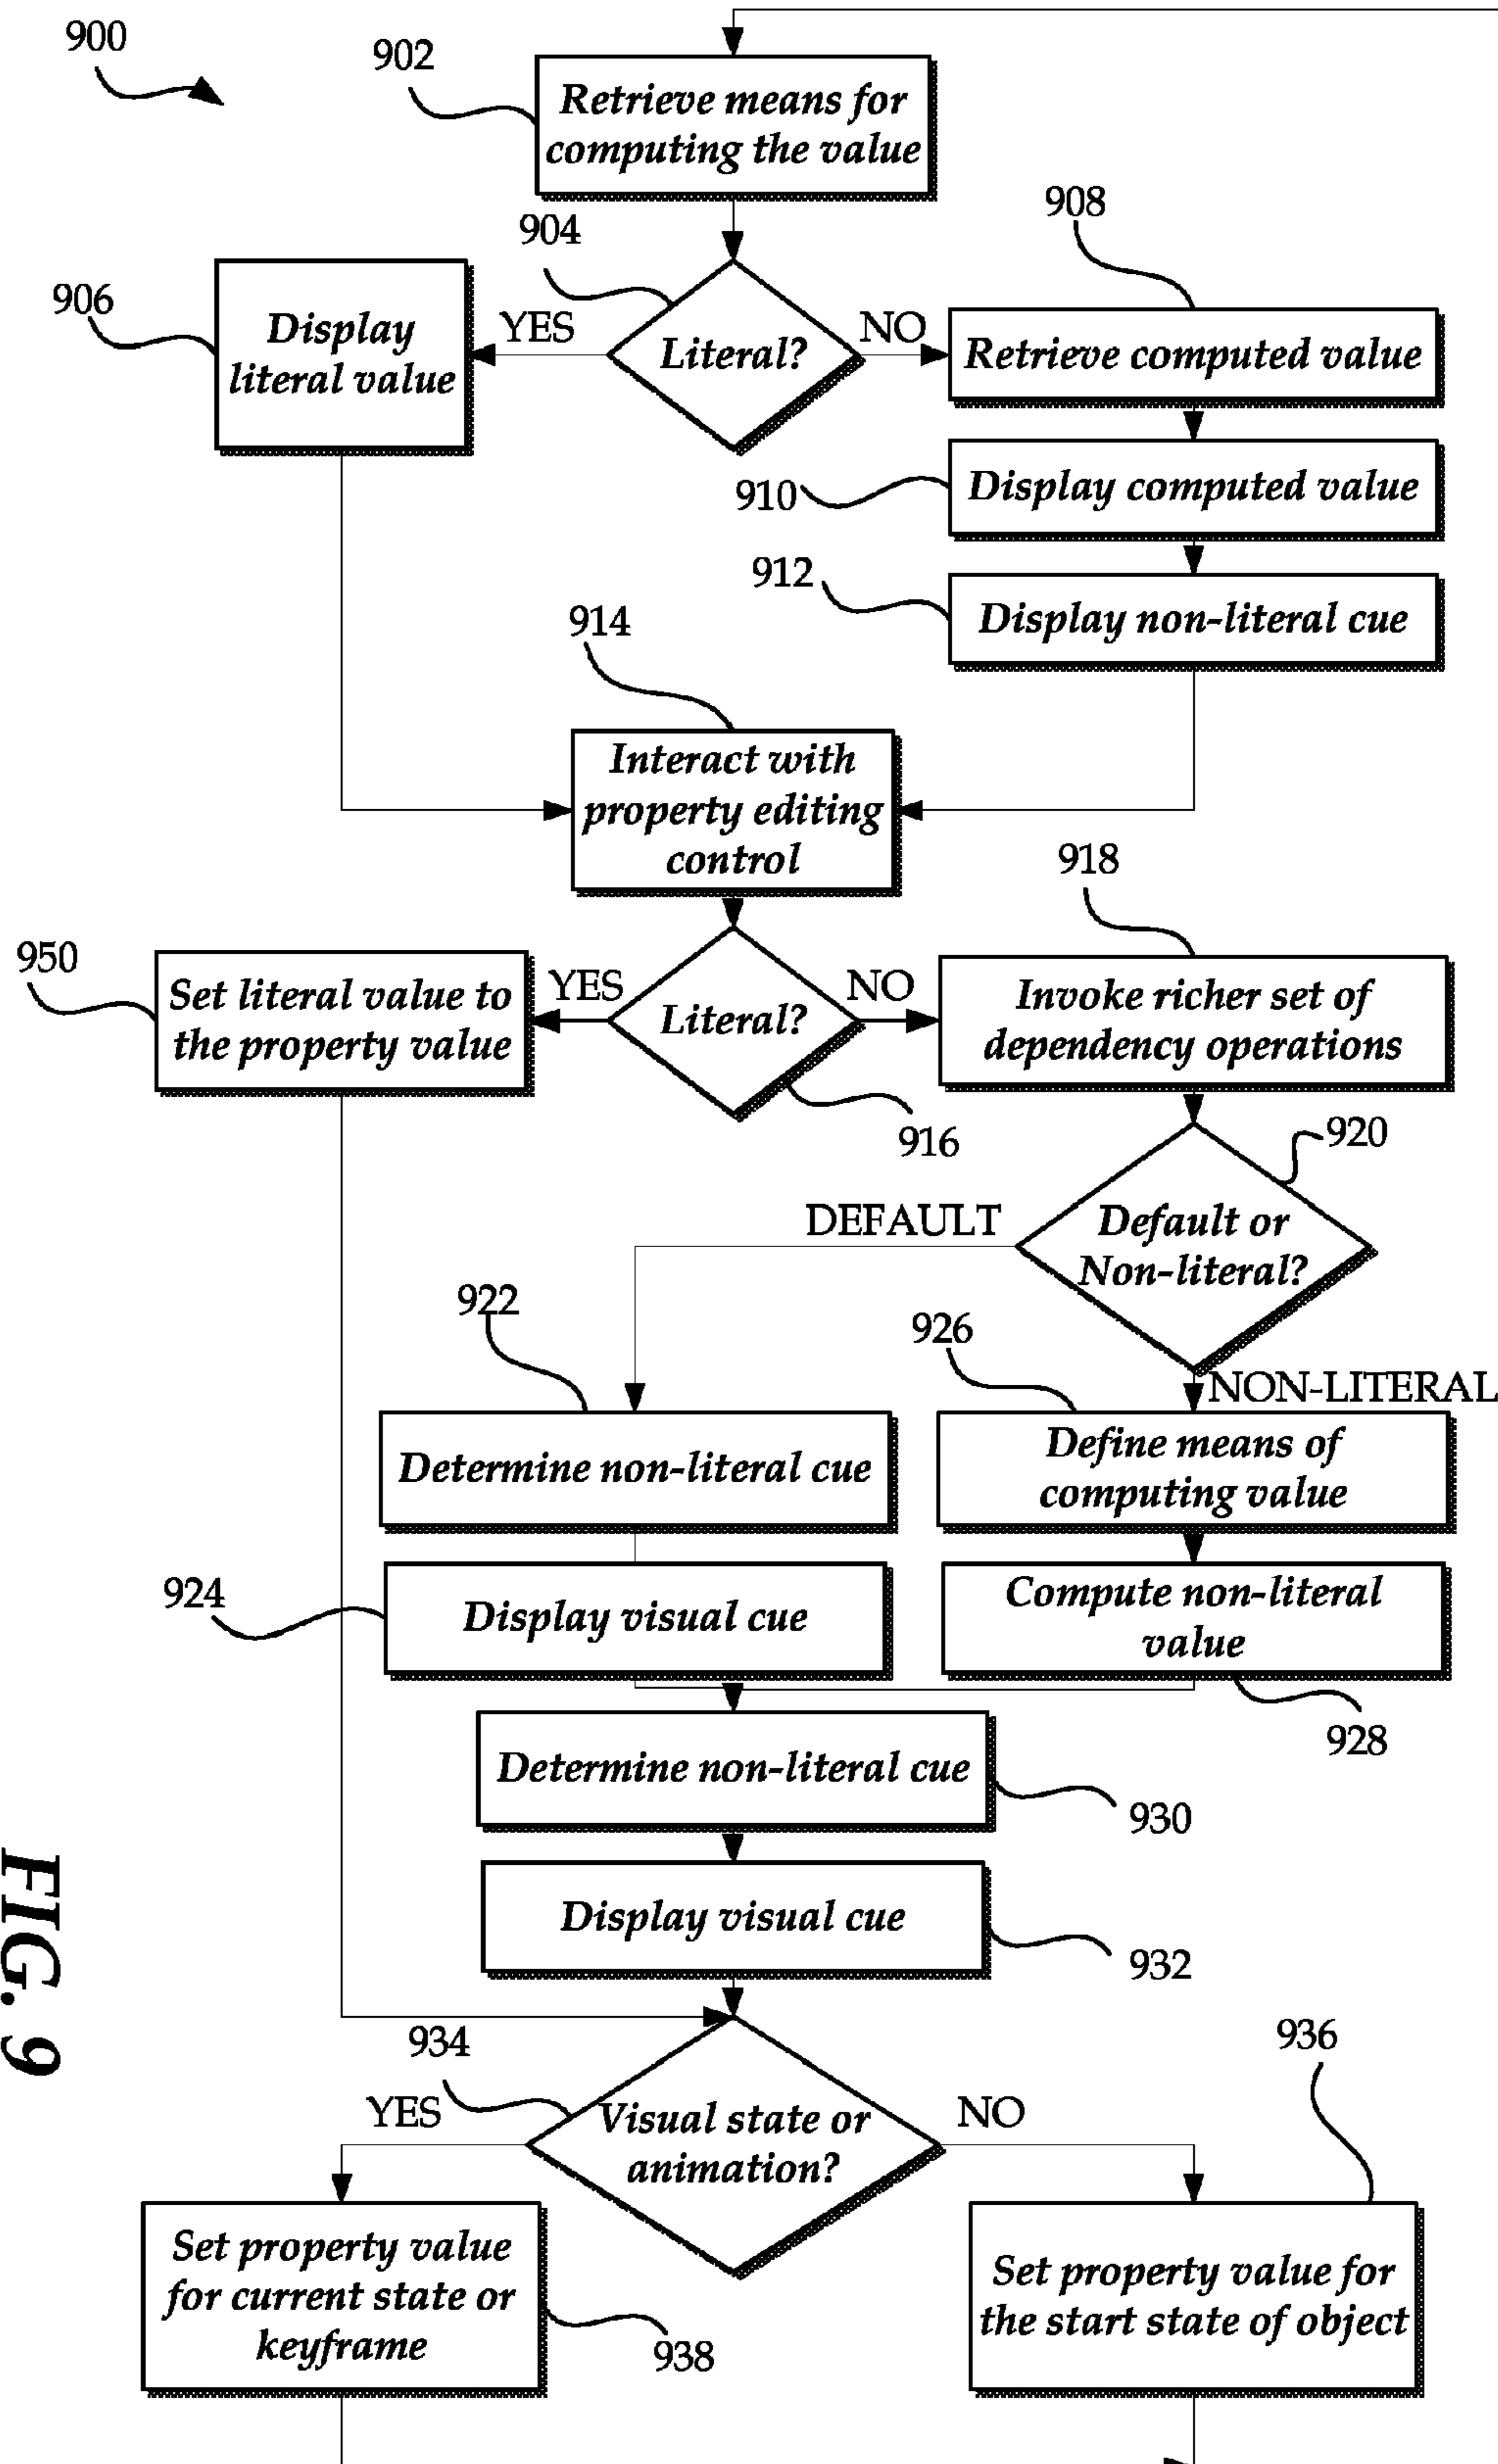 900
902
Retrieve means for
computing the value
904
Literal?
YES
NO
906
Display
literal value
908
Retrieve computed value
910
Display computed value
912
Display non-literal cue
914
Interact with
property editing
control
916
Literal?
YES
NO
950
Set literal value to
the property value
918
Invoke richer set of
dependency operations
920
Default or
Non-literal?
DEFAULT
NON-LITERAL
922
Determine non-literal cue
924
Display visual cue
926
Define means of
computing value
Compute non-literal
value
928
Determine non-literal cue
930
Display visual cue
932
934
Visual state or
animation?
YES
NO
936
Set property value for
the start state of object
Set property value
for current state or
keyframe
938
FIG. 9